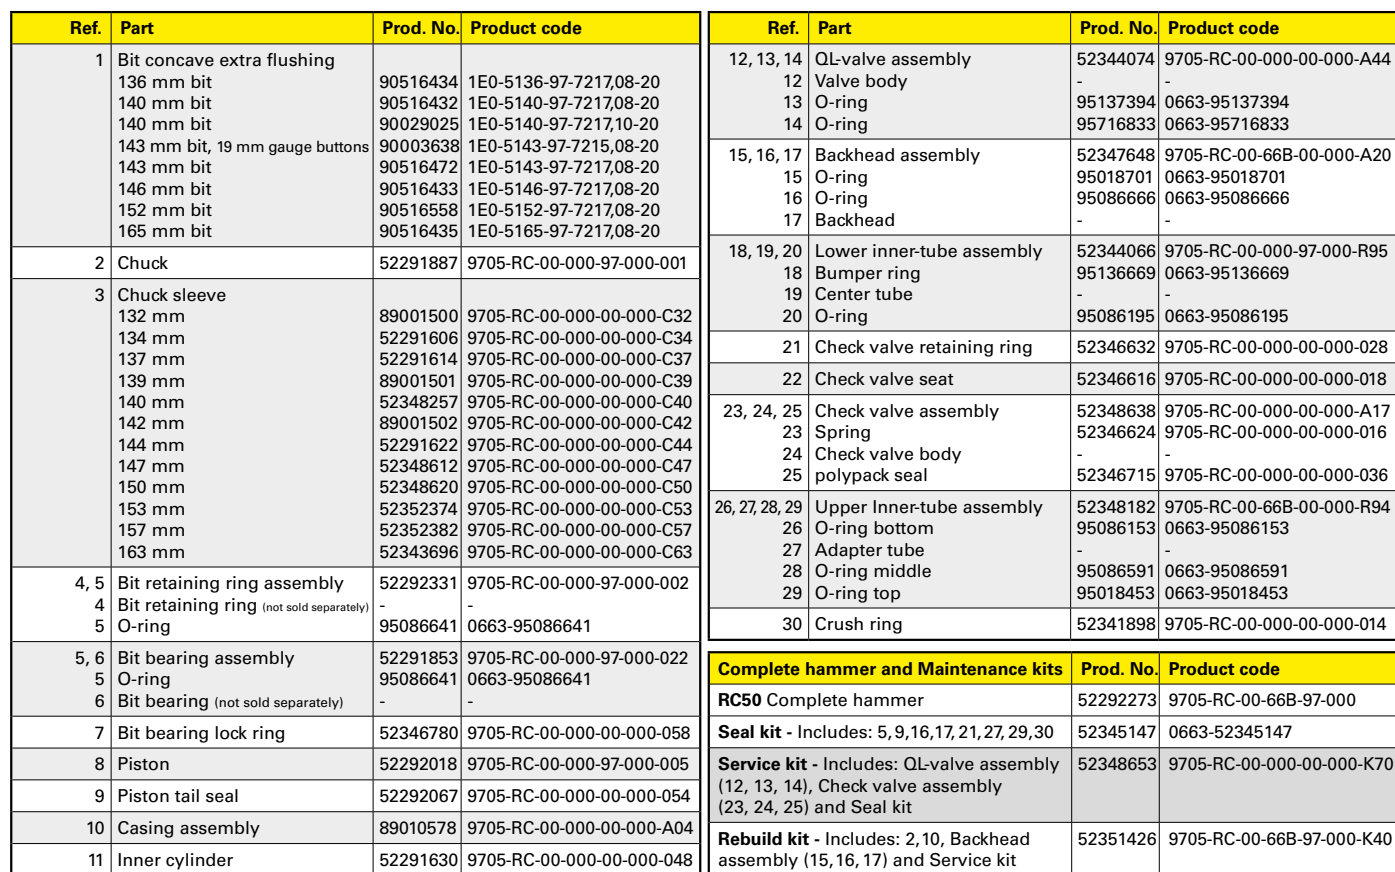 Ref. Part Prod. No. Product code
1 Bit concave extra flushing
136 mm bit 90516434 1E0-5136-97-7217,08-20
140 mm bit 90516432 1E0-5140-97-7217,08-20
140 mm bit 90029025 1E0-5140-97-7217,10-20
143 mm bit, 19 mm gauge buttons 90003638 1E0-5143-97-7215,08-20
143 mm bit 90516472 1E0-5143-97-7217,08-20
146 mm bit 90516433 1E0-5146-97-7217,08-20
152 mm bit 90516558 1E0-5152-97-7217,08-20
165 mm bit 90516435 1E0-5165-97-7217,08-20
2 Chuck 52291887 9705-RC-00-000-97-000-001
3 Chuck sleeve
132 mm 89001500 9705-RC-00-000-00-000-C32
134 mm 52291606 9705-RC-00-000-00-000-C34
137 mm 52291614 9705-RC-00-000-00-000-C37
139 mm 89001501 9705-RC-00-000-00-000-C39
140 mm 52348257 9705-RC-00-000-00-000-C40
142 mm 89001502 9705-RC-00-000-00-000-C42
144 mm 52291622 9705-RC-00-000-00-000-C44
147 mm 52348612 9705-RC-00-000-00-000-C47
150 mm 52348620 9705-RC-00-000-00-000-C50
153 mm 52352374 9705-RC-00-000-00-000-C53
157 mm 52352382 9705-RC-00-000-00-000-C57
163 mm 52343696 9705-RC-00-000-00-000-C63
4, 5 Bit retaining ring assembly 52292331 9705-RC-00-000-97-000-002
4 Bit retaining ring (not sold separately) - -
5 O-ring 95086641 0663-95086641
5, 6 Bit bearing assembly 52291853 9705-RC-00-000-97-000-022
5 O-ring 95086641 0663-95086641
6 Bit bearing (not sold separately) - -
7 Bit bearing lock ring 52346780 9705-RC-00-000-00-000-058
8 Piston 52292018 9705-RC-00-000-97-000-005
9 Piston tail seal 52292067 9705-RC-00-000-00-000-054
10 Casing assembly 89010578 9705-RC-00-000-00-000-A04
11 Inner cylinder 52291630 9705-RC-00-000-00-000-048
Ref. Part Prod. No. Product code
12, 13, 14 QL-valve assembly 52344074 9705-RC-00-000-00-000-A44
12 Valve body - -
13 O-ring 95137394 0663-95137394
14 O-ring 95716833 0663-95716833
15, 16, 17 Backhead assembly 52347648 9705-RC-00-66B-00-000-A20
15 O-ring 95018701 0663-95018701
16 O-ring 95086666 0663-95086666
17 Backhead - -
18, 19, 20 Lower inner-tube assembly 52344066 9705-RC-00-000-97-000-R95
18 Bumper ring 95136669 0663-95136669
19 Center tube - -
20 O-ring 95086195 0663-95086195
21 Check valve retaining ring 52346632 9705-RC-00-000-00-000-028
22 Check valve seat 52346616 9705-RC-00-000-00-000-018
23, 24, 25 Check valve assembly 52348638 9705-RC-00-000-00-000-A17
23 Spring 52346624 9705-RC-00-000-00-000-016
24 Check valve body - -
25 polypack seal 52346715 9705-RC-00-000-00-000-036
26, 27, 28, 29 Upper Inner-tube assembly 52348182 9705-RC-00-66B-00-000-R94
26 O-ring bottom 95086153 0663-95086153
27 Adapter tube - -
28 O-ring middle 95086591 0663-95086591
29 O-ring top 95018453 0663-95018453
30 Crush ring 52341898 9705-RC-00-000-00-000-014
Complete hammer and Maintenance kits Prod. No. Product code
RC50 Complete hammer 52292273 9705-RC-00-66B-97-000
Seal kit - Includes: 5, 9,16,17, 21,27, 29,30 52345147 0663-52345147
Service kit - Includes: QL-valve assembly 52348653 9705-RC-00-000-00-000-K70
(12, 13, 14), Check valve assembly
(23, 24, 25) and Seal kit
Rebuild kit - Includes: 2,10, Backhead 52351426 9705-RC-00-66B-97-000-K40
assembly (15, 16, 17) and Service kit